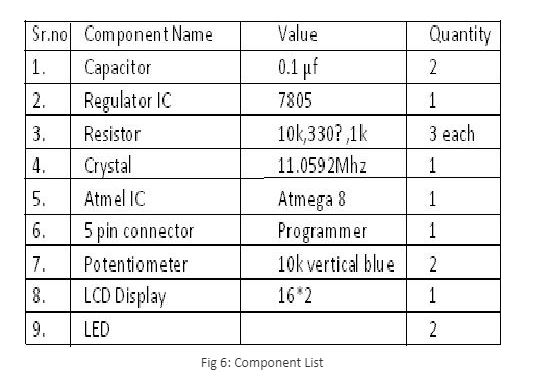 Sr.no Component Name Value Quantity
1. Capacitor 0.1 µf 2
2. Regulator IC 7805 1
3. Resistor 10k,330?,1k 3 each
4. Crystal 11.0592Mhz 1
5. Atmel IC Atmega 8 1
6. 5 pin connector Programmer 1
7. Potentiometer 10k vertical blue 2
8. LCD Display 16*2 1
9. LED 2
Fig 6: Component List